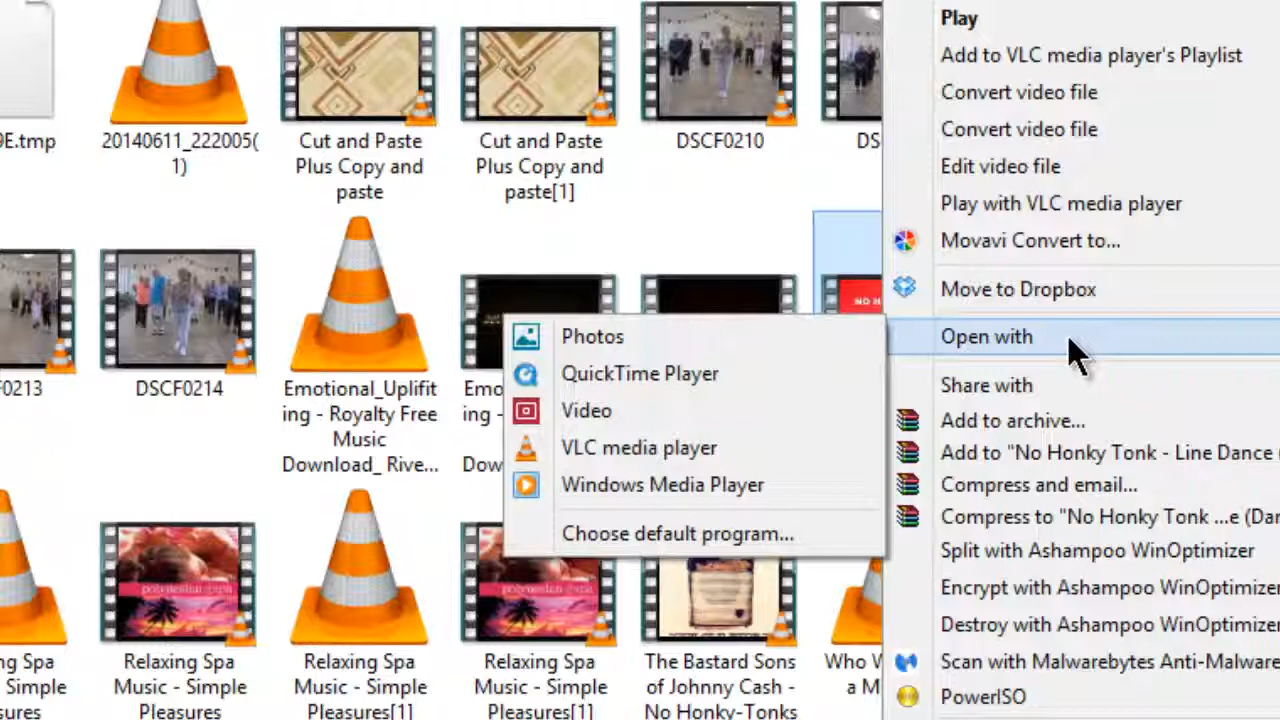 9E.tmp
20140611_222005(
1)
Cut and Paste
Plus Copy and
paste
Cut and Paste
Plus Copy and
paste[1]
DSCF0210
DS
F0213
DSCF0214
Emotional_Uplifit
ing - Royalty Free
Music
Download_ Rive...
Emo
ing -
Dow
NO H
ng Spa
Simple
sures
Relaxing Spa
Music - Simple
Pleasures
Relaxing Spa
Music - Simple
Pleasures[1]
Relaxing Spa
Music - Simple
Pleasures[1]
The Bastard Sons
of Johnny Cash -
No Honky-Tonks
Who W
a M
Photos
QuickTime Player
Video
VLC media player
Windows Media Player
Choose default program...
Play
Add to VLC media player's Playlist
Convert video file
Convert video file
Edit video file
Play with VLC media player
Movavi Convert to...
Move to Dropbox
Open with
Share with
Add to archive...
Add to "No Honky Tonk - Line Dance (
Compress and email...
Compress to "No Honky Tonk ...e (Dar
Split with Ashampoo WinOptimizer
Encrypt with Ashampoo WinOptimizer
Destroy with Ashampoo WinOptimizer
Scan with Malwarebytes Anti-Malware
PowerISO